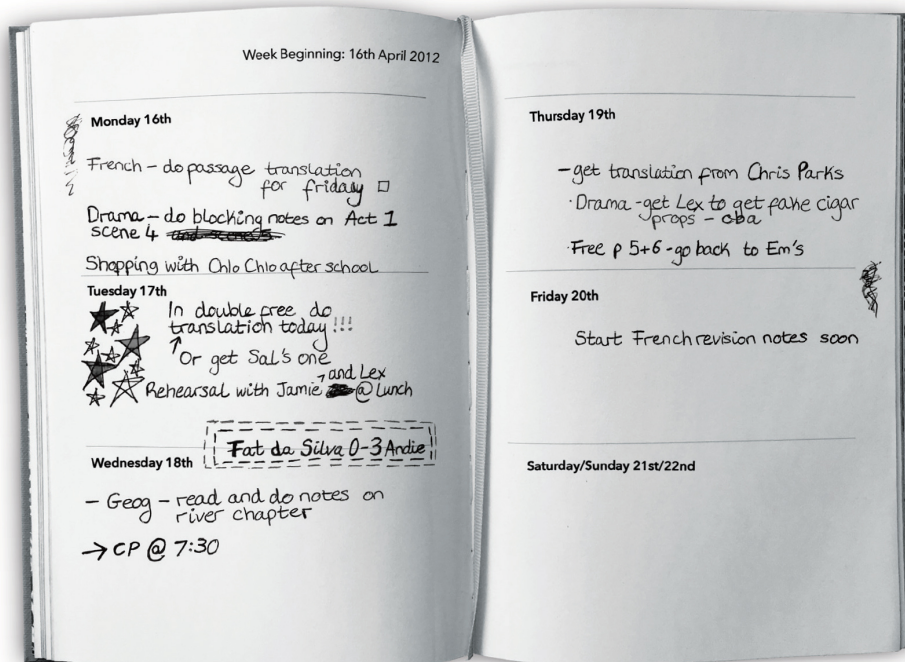 Week Beginning: 16th April 2012
Monday 16th
French – do passage translation
for friday
Drama – do blocking notes on Act 1
scene 4
Shopping with Chlo Chlo after school
Tuesday 17th
In double free do
translation today !!!
Or get Sal's one
and Lex
Rehearsal with Jamie @ Lunch
Fat da Silva 0-3 Andie
Wednesday 18th
– Geog – read and do notes on
river chapter
→ CP @ 7:30
Thursday 19th
-get translation from Chris Parks
·Drama -get Lex to get fake cigar
props – cba
·Free p 5+6 -go back to Em's
Friday 20th
Start French revision notes soon
Saturday/Sunday 21st/22nd